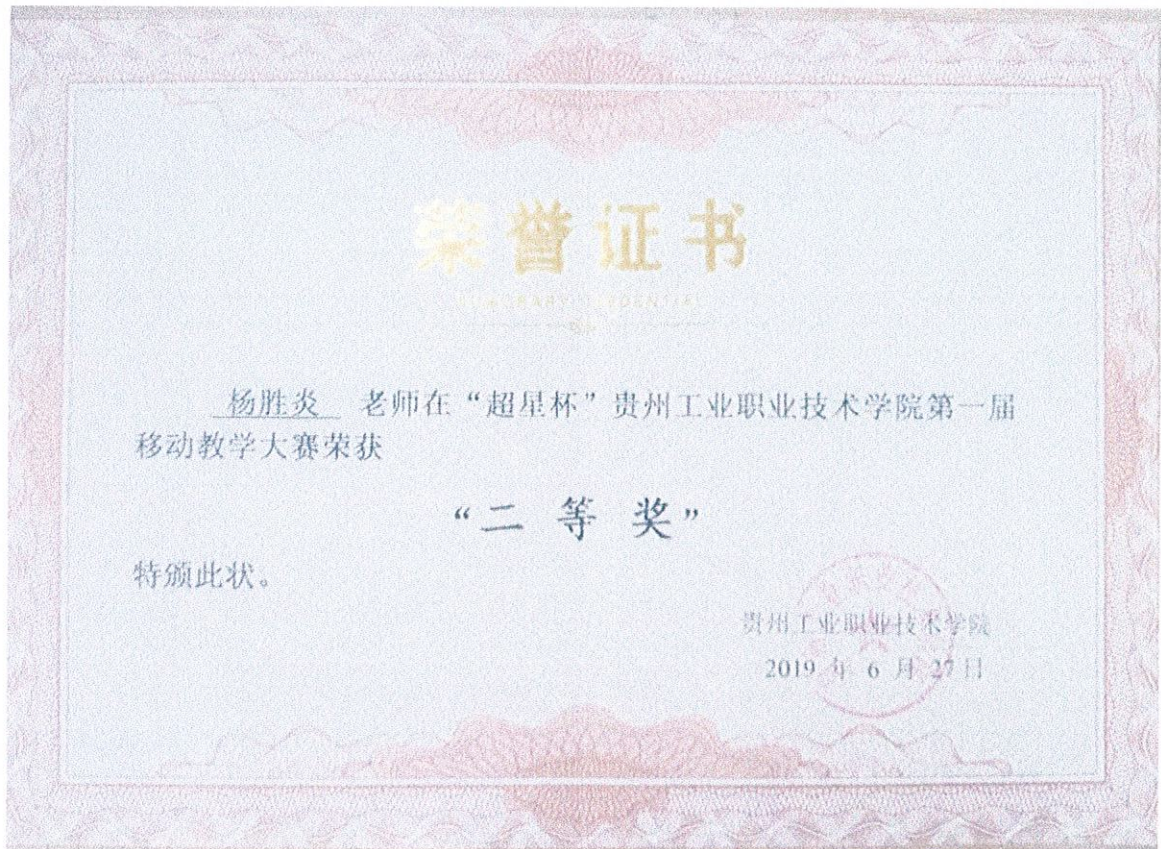 荣誉证书
杨胜炎 老师在“超星杯”贵州工业职业技术学院第一届
移动教学大赛荣获
“二 等 奖”
特颁此状。
贵州工业职业技术学院
2019 年 6 月 27日